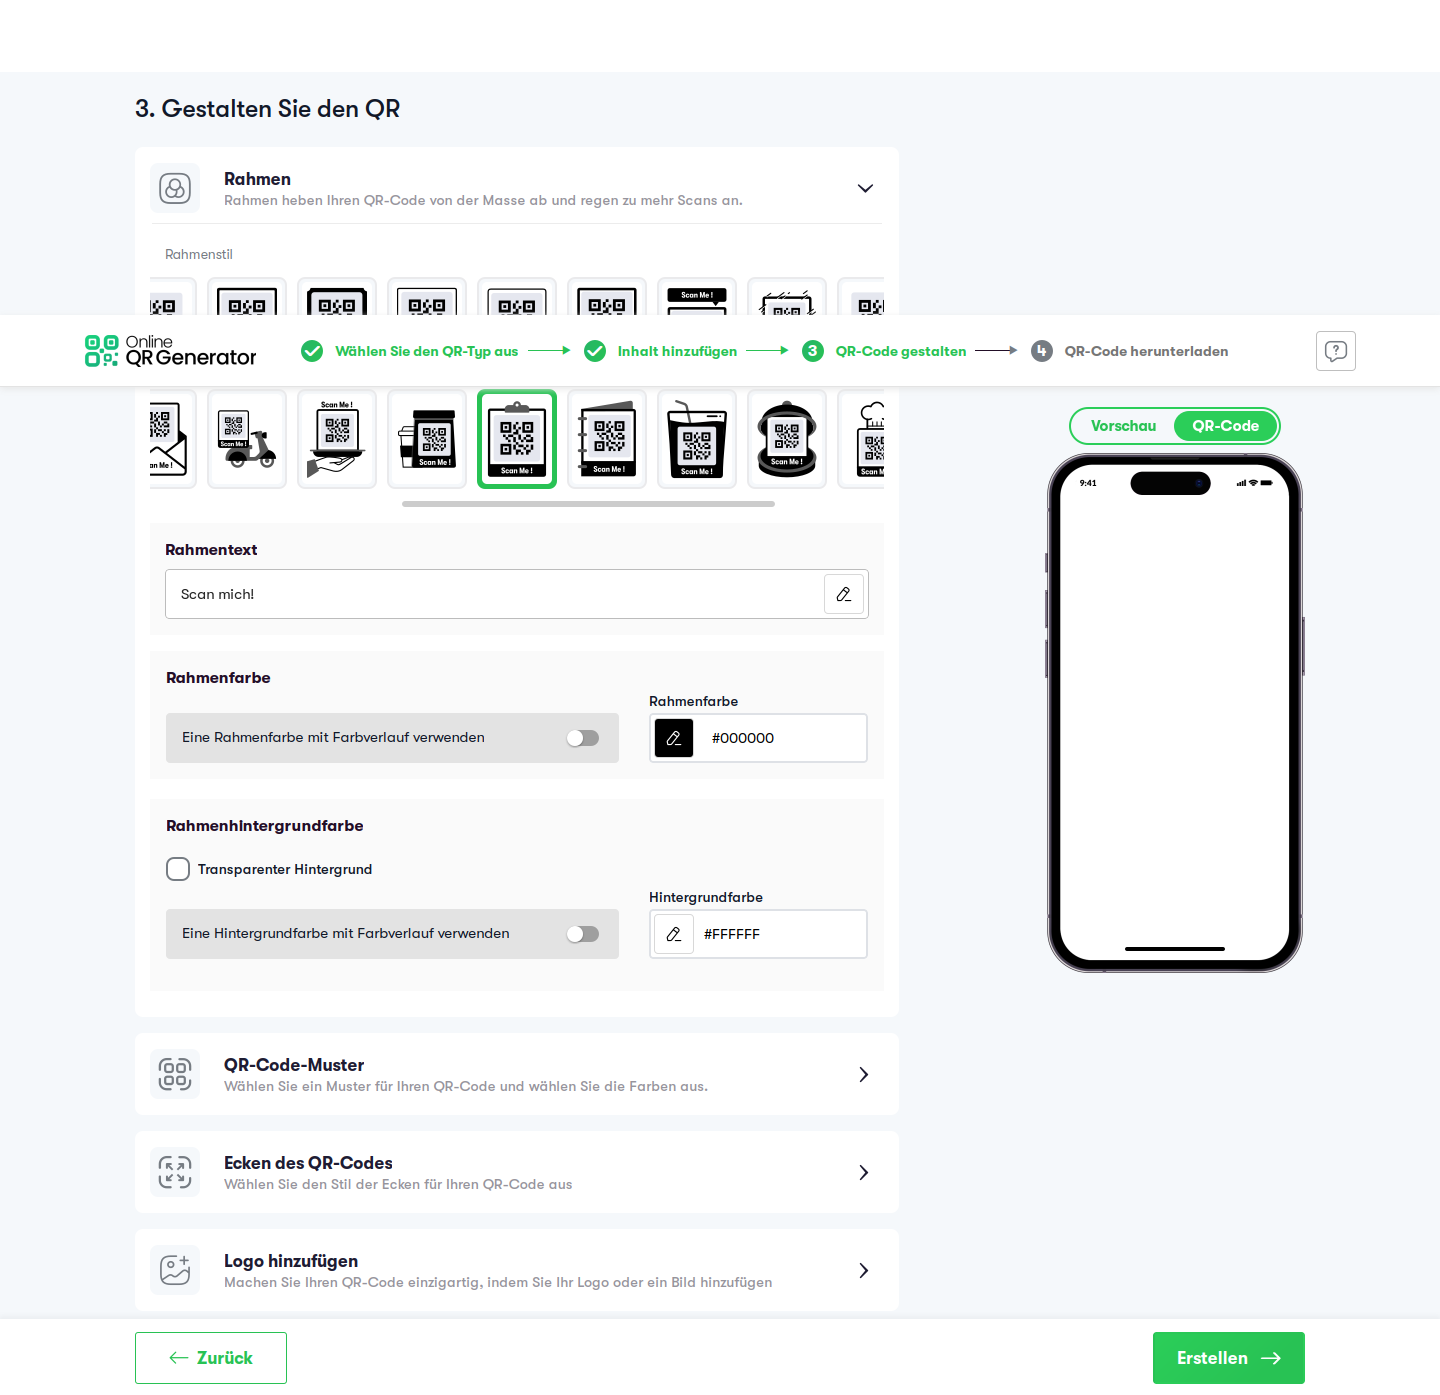 3. Gestalten Sie den QR
Rahmen
Rahmen heben Ihren QR-Code von der Masse ab und regen zu mehr Scans an.
Rahmenstil
Scan Me !
Online
QR Generator
Wählen Sie den QR-Typ aus
Inhalt hinzufügen
3 QR-Code gestalten
4 QR-Code herunterladen
an Me !
Scan Me !
Scan Me !
Scan Me !
Scan Me !
Scan Me !
Scan Me !
Scan Me !
Scan M
Vorschau
QR-Code
9:41
Rahmentext
Scan mich!
Rahmenfarbe
Rahmenfarbe
Eine Rahmenfarbe mit Farbverlauf verwenden
#000000
Rahmenhintergrundfarbe
Transparenter Hintergrund
Hintergrundfarbe
Eine Hintergrundfarbe mit Farbverlauf verwenden
#FFFFFF
QR-Code-Muster
Wählen Sie ein Muster für Ihren QR-Code und wählen Sie die Farben aus.
Ecken des QR-Codes
Wählen Sie den Stil der Ecken für Ihren QR-Code aus
Logo hinzufügen
Machen Sie Ihren QR-Code einzigartig, indem Sie Ihr Logo oder ein Bild hinzufügen
Zurück
Erstellen